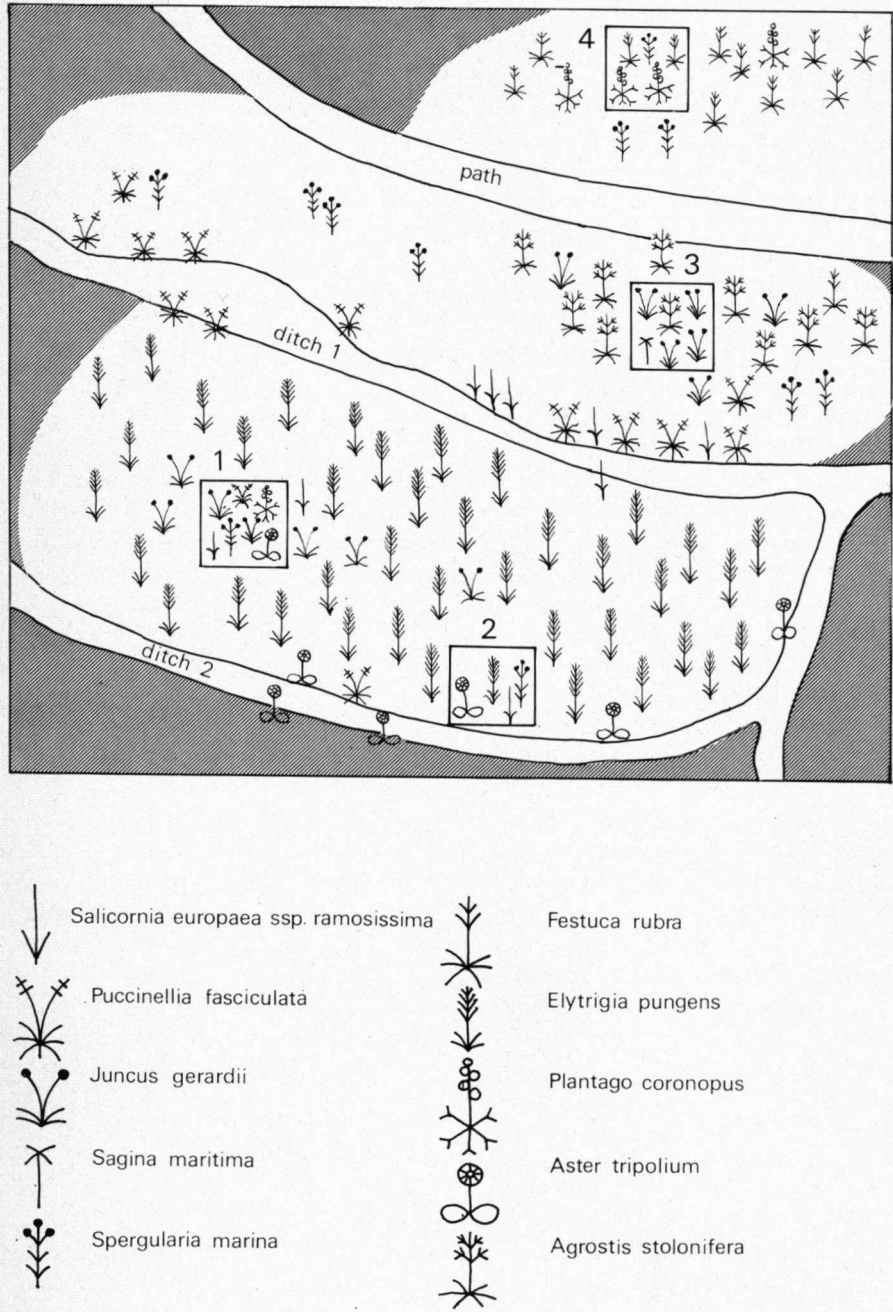 4
path
3
ditch 1
1
2
ditch 2
Salicornia europaea ssp. ramosissima
Puccinellia fasciculata
Juncus gerardii
Sagina maritima
Spergularia marina
Festuca rubra
Elytrigia pungens
Plantago coronopus
Aster tripolium
Agrostis stolonifera